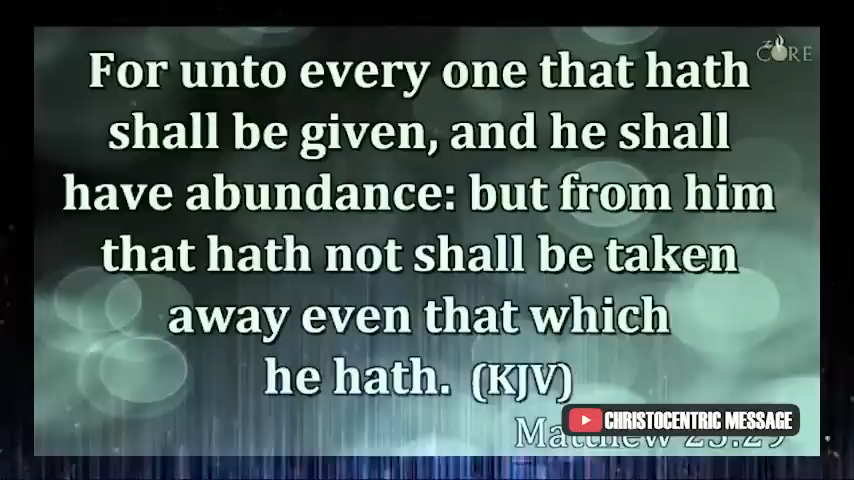 CORE
For unto every one that hath
shall be given, and he shall
have abundance: but from him
that hath not shall be taken
away even that which
he hath. (KJV)
Matthew 25:29
CHRISTOCENTRIC MESSAGE